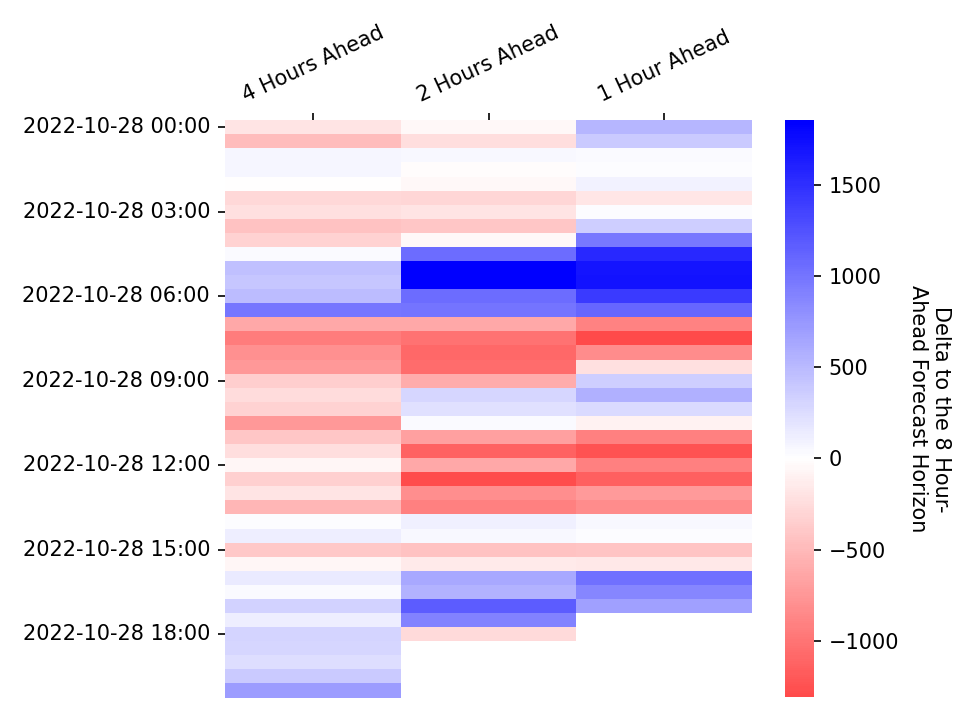 4 Hours Ahead
2 Hours Ahead
1 Hour Ahead
2022-10-28 00:00
2022-10-28 03:00
2022-10-28 06:00
2022-10-28 09:00
2022-10-28 12:00
2022-10-28 15:00
2022-10-28 18:00
1500
1000
500
0
−500
−1000
Delta to the 8 Hour-
Ahead Forecast Horizon